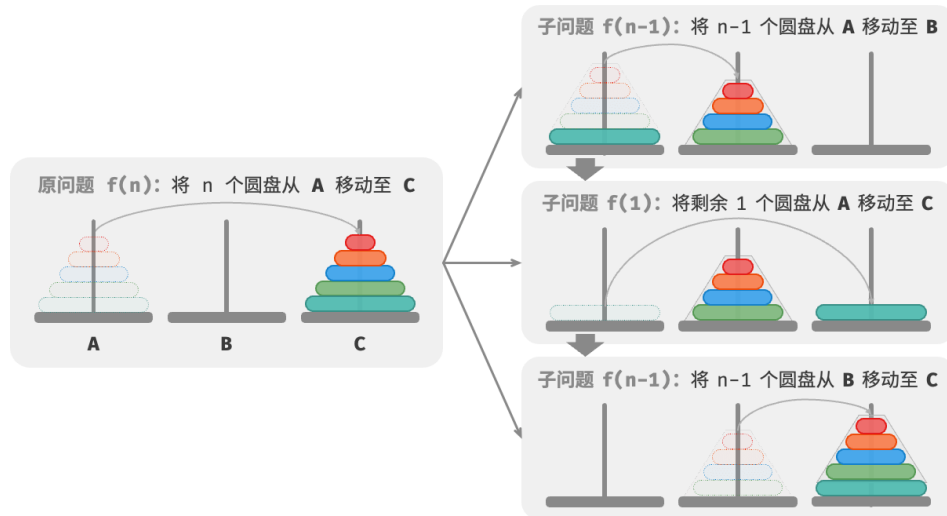 原问题 f(n)：将 n 个圆盘从 A 移动至 C
A B C
子问题 f(n-1)：将 n-1 个圆盘从 A 移动至 B
子问题 f(1)：将剩余 1 个圆盘从 A 移动至 C
子问题 f(n-1)：将 n-1 个圆盘从 B 移动至 C